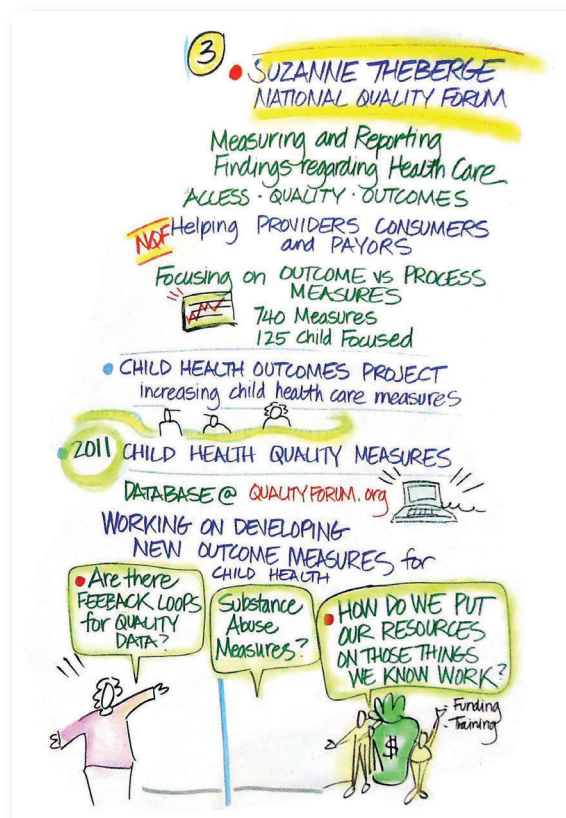 3
• SUZANNE THEBERGE
NATIONAL QUALITY FORUM
Measuring and Reporting
Findings regarding Health Care
ACCESS · QUALITY · OUTCOMES
NQF Helping PROVIDERS CONSUMERS
and PAYORS
Focusing on OUTCOME VS PROCESS
MEASURES
740 Measures
125 Child Focused
• CHILD HEALTH OUTCOMES PROJECT
increasing child health care measures
• 2011 CHILD HEALTH QUALITY MEASURES
DATABASE @ QUALITYFORUM.org
WORKING ON DEVELOPING
NEW OUTCOME MEASURES for
CHILD HEALTH
• Are there
FEEBACK LOOPS
for QUALITY
DATA?
Substance
Abuse
Measures?
• HOW DO WE PUT
OUR RESOURCES
ON THOSE THINGS
WE KNOW WORK?
- Funding
- Training
$